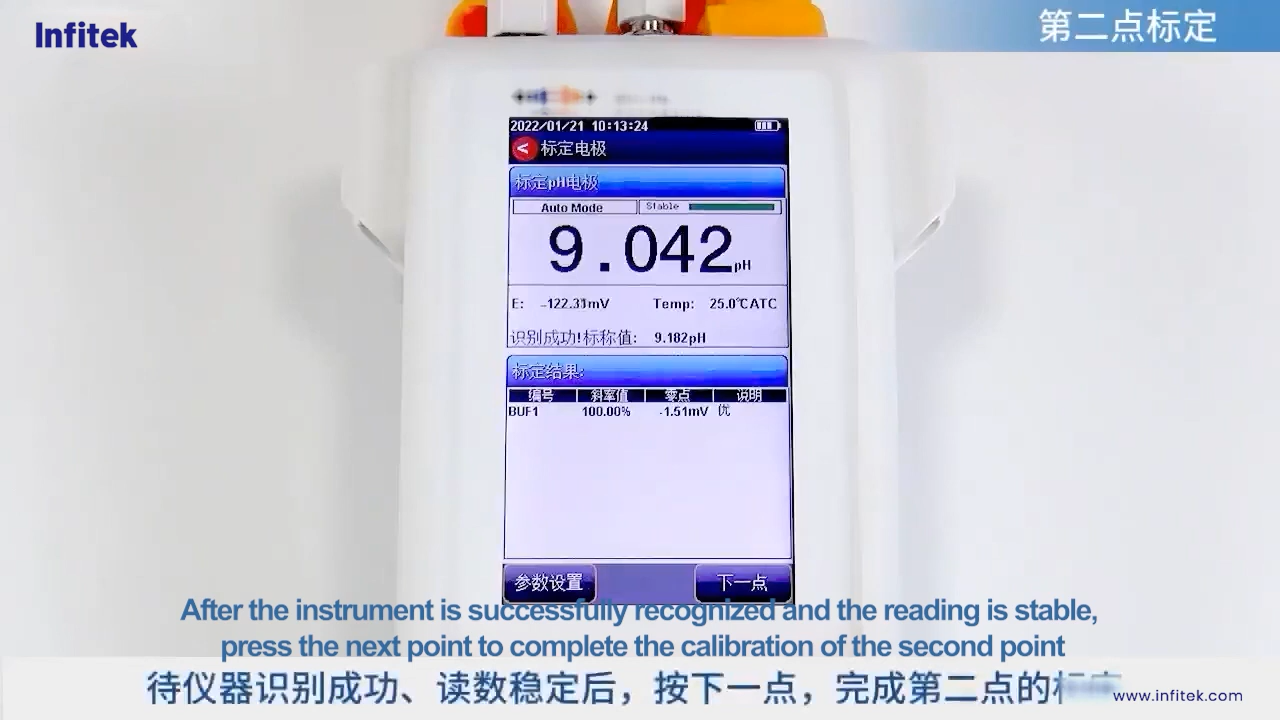 Infitek
第二点标定
2022/01/21 10:13:24
< 标定电极
标定pH电极
Auto Mode Stable
9.042pH
E: -122.31mV Temp: 25.0℃ ATC
识别成功!标称值: 9.182pH
标定结果:
编号 斜率值 零点 说明
BUF1 100.00% -1.51mV 优
参数设置 下一点
After the instrument is successfully recognized and the reading is stable,
press the next point to complete the calibration of the second point
待仪器识别成功、读数稳定后，按下一点，完成第二点的
www.infitek.com